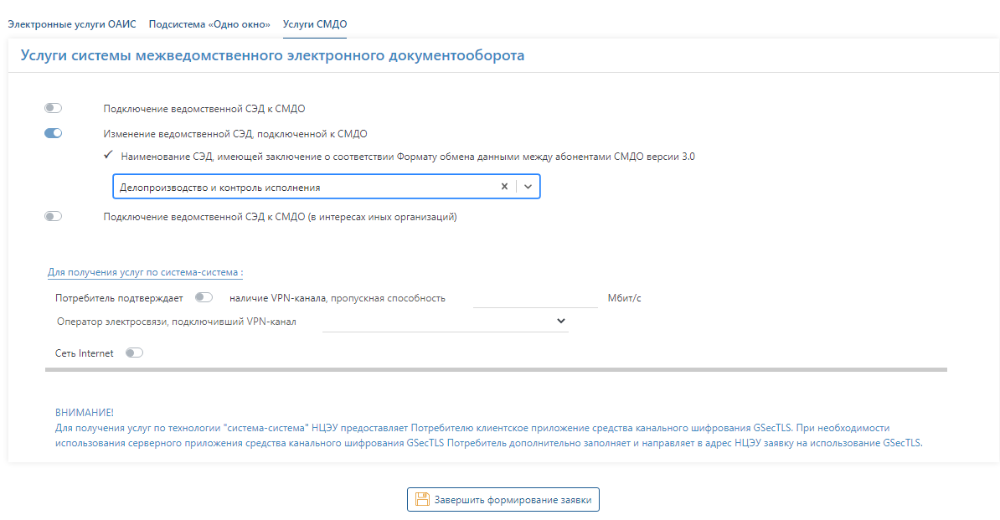 Электронные услуги ОАИС Подсистема «Одно окно» Услуги СМДО
Услуги системы межведомственного электронного документооборота
Подключение ведомственной СЭД к СМДО
Изменение ведомственной СЭД, подключенной к СМДО
Наименование СЭД, имеющей заключение о соответствии Формату обмена данными между абонентами СМДО версии 3.0
Делопроизводство и контроль исполнения
Подключение ведомственной СЭД к СМДО (в интересах иных организаций)
Для получения услуг по система-система :
Потребитель подтверждает наличие VPN-канала, пропускная способность Мбит/с
Оператор электросвязи, подключивший VPN-канал
Сеть Internet
ВНИМАНИЕ!
Для получения услуг по технологии "система-система" НЦЭУ предоставляет Потребителю клиентское приложение средства канального шифрования GSecTLS. При необходимости
использования серверного приложения средства канального шифрования GSecTLS Потребитель дополнительно заполняет и направляет в адрес НЦЭУ заявку на использование GSecTLS.
Завершить формирование заявки